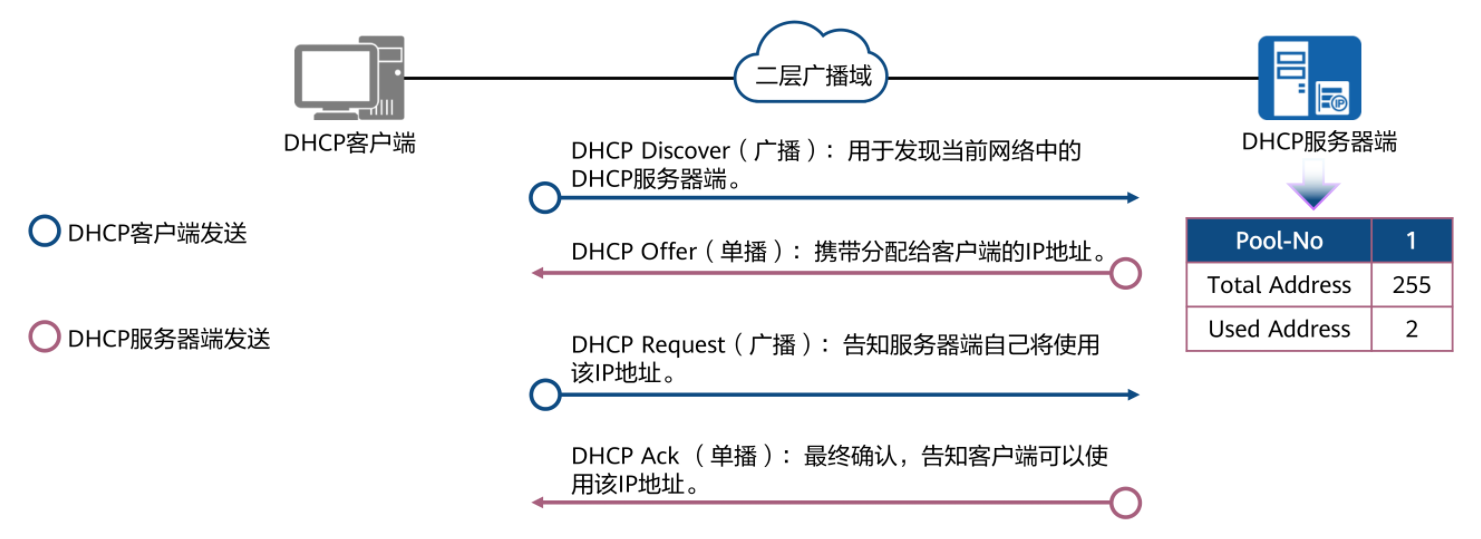 二层广播域
DHCP客户端
DHCP服务器端
DHCP Discover（广播）：用于发现当前网络中的
DHCP服务器端。
DHCP客户端发送
DHCP Offer（单播）：携带分配给客户端的IP地址。
DHCP服务器端发送
DHCP Request（广播）：告知服务器端自己将使用
该IP地址。
DHCP Ack （单播）：最终确认，告知客户端可以使
用该IP地址。
IP
Pool-No 1
Total Address 255
Used Address 2